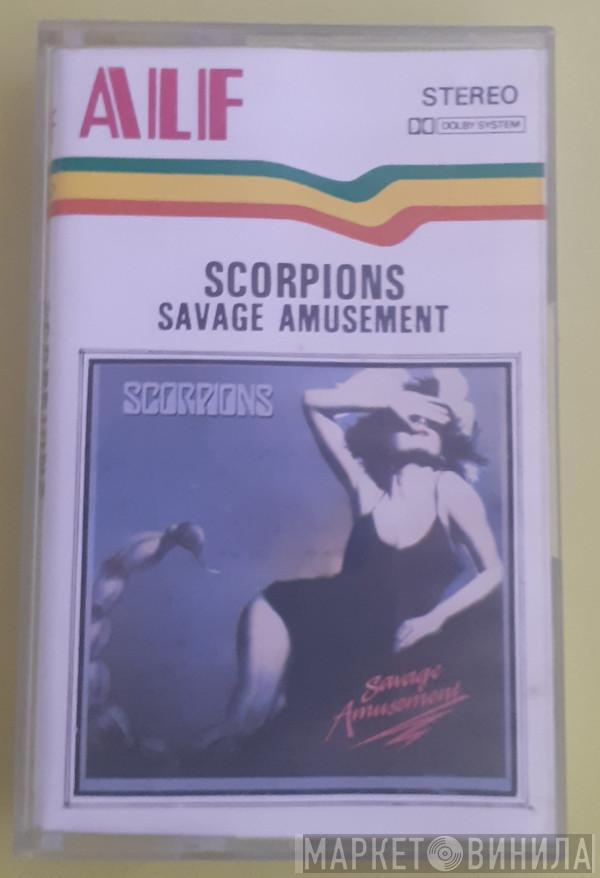 ALF
STEREO
DOLBY SYSTEM
SCORPIONS
SAVAGE AMUSEMENT
SCORPIONS
Savage
Amusement
МАРКЕТ ВИНИЛА